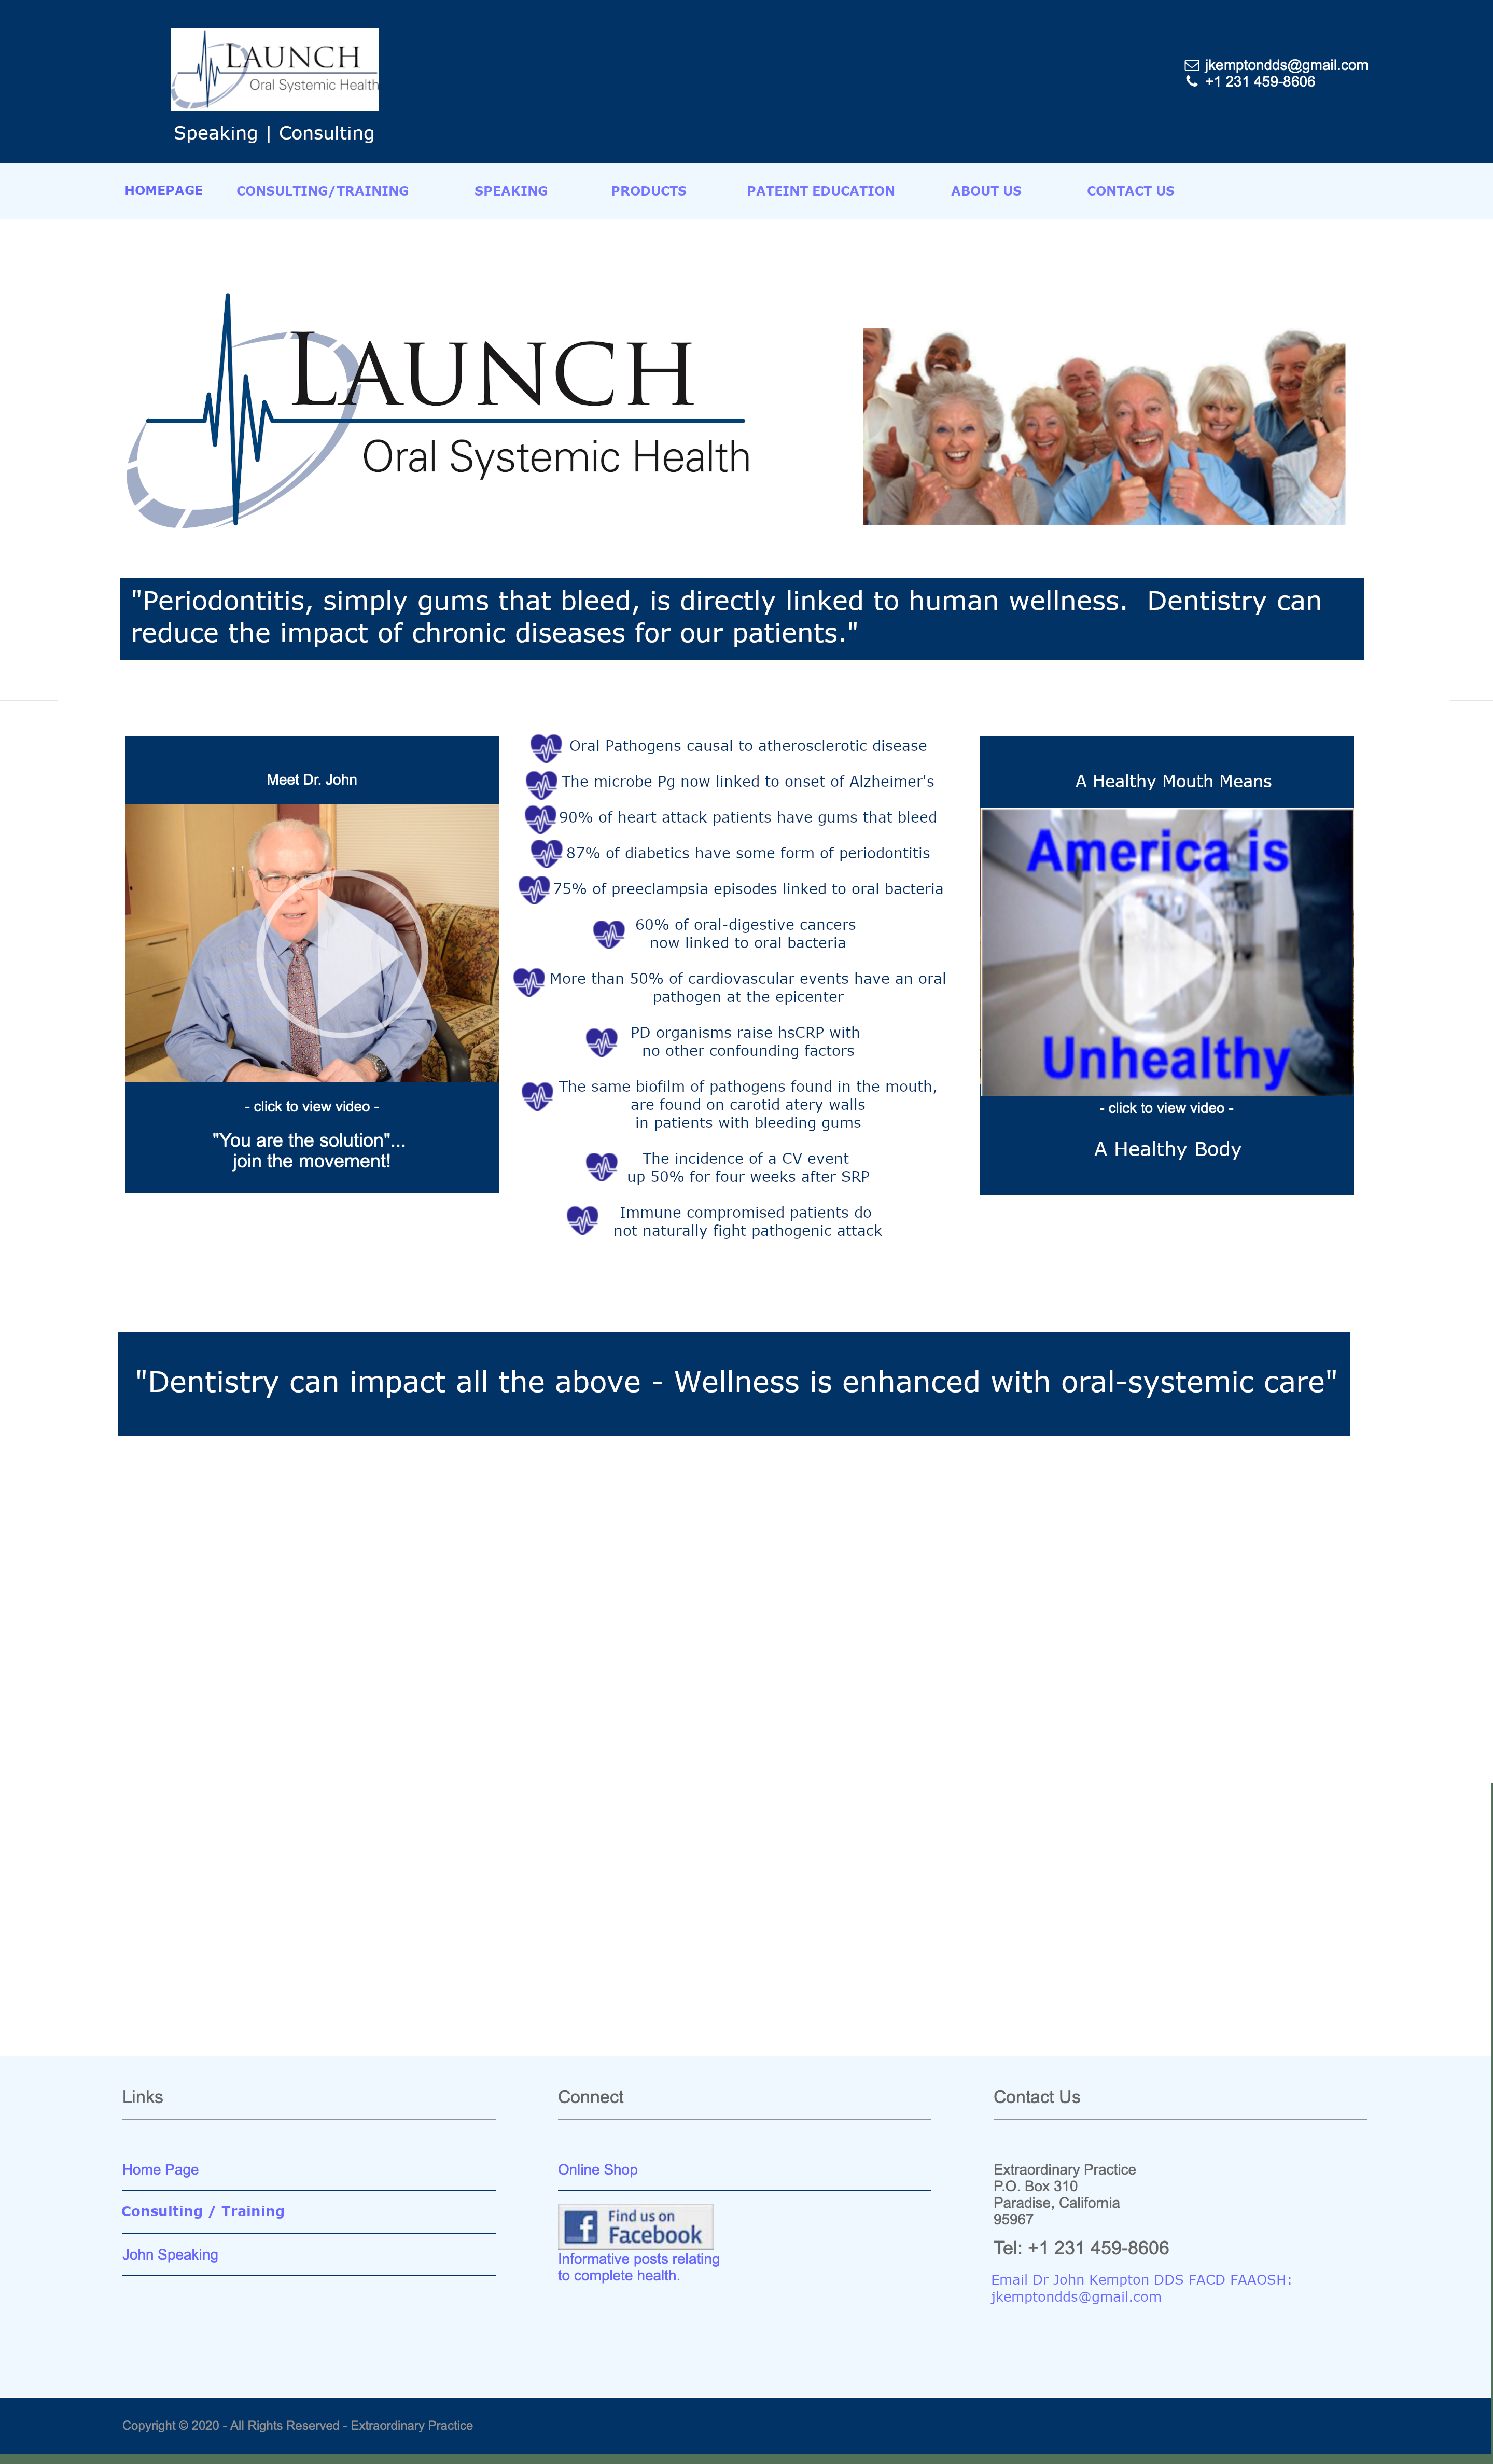 LAUNCH
Oral Systemic Health
Speaking | Consulting
jkemptondds@gmail.com
+1 231 459-8606
HOMEPAGE CONSULTING/TRAINING SPEAKING PRODUCTS PATEINT EDUCATION ABOUT US CONTACT US
LAUNCH
Oral Systemic Health
"Periodontitis, simply gums that bleed, is directly linked to human wellness.  Dentistry can
reduce the impact of chronic diseases for our patients."
Meet Dr. John
- click to view video -
"You are the solution"...
join the movement!
Oral Pathogens causal to atherosclerotic disease
The microbe Pg now linked to onset of Alzheimer's
90% of heart attack patients have gums that bleed
87% of diabetics have some form of periodontitis
75% of preeclampsia episodes linked to oral bacteria
60% of oral-digestive cancers
now linked to oral bacteria
More than 50% of cardiovascular events have an oral
pathogen at the epicenter
PD organisms raise hsCRP with
no other confounding factors
The same biofilm of pathogens found in the mouth,
are found on carotid atery walls
in patients with bleeding gums
The incidence of a CV event
up 50% for four weeks after SRP
Immune compromised patients do
not naturally fight pathogenic attack
A Healthy Mouth Means
America is
Unhealthy
- click to view video -
A Healthy Body
"Dentistry can impact all the above - Wellness is enhanced with oral-systemic care"
Links
Home Page
Consulting / Training
John Speaking
Connect
Online Shop
Find us on
Facebook
Informative posts relating
to complete health.
Contact Us
Extraordinary Practice
P.O. Box 310
Paradise, California
95967
Tel: +1 231 459-8606
Email Dr John Kempton DDS FACD FAAOSH:
jkemptondds@gmail.com
Copyright © 2020 - All Rights Reserved - Extraordinary Practice